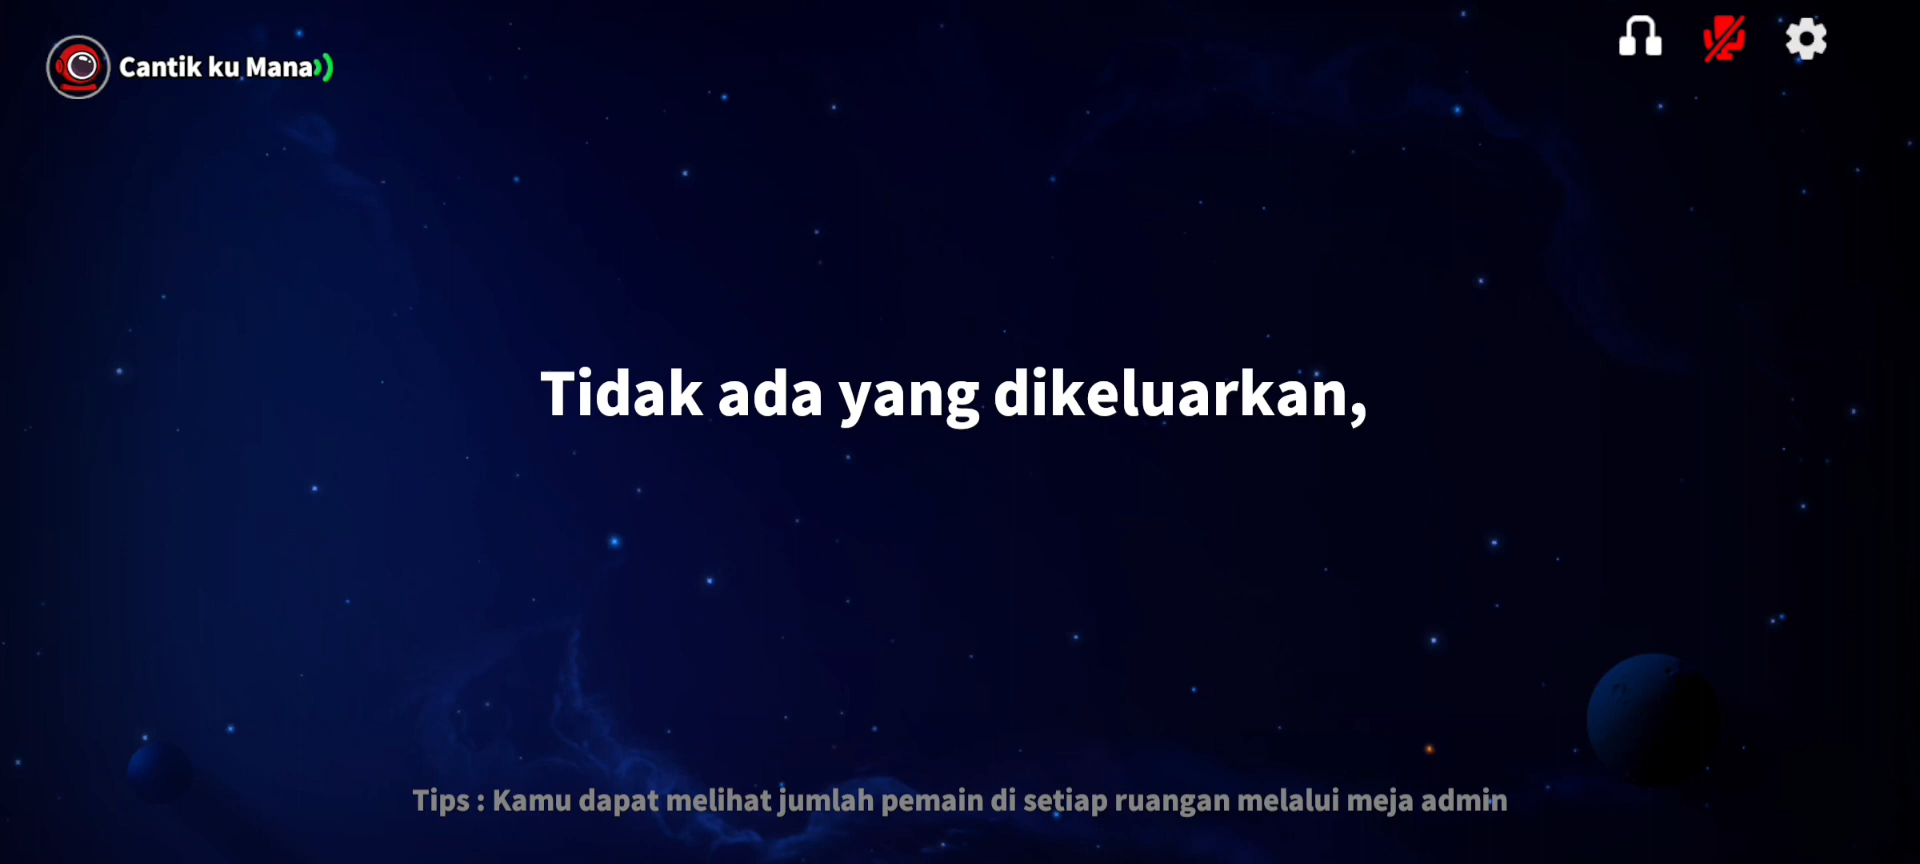 Cantik ku Mana
Tidak ada yang dikeluarkan,
Tips : Kamu dapat melihat jumlah pemain di setiap ruangan melalui meja admin